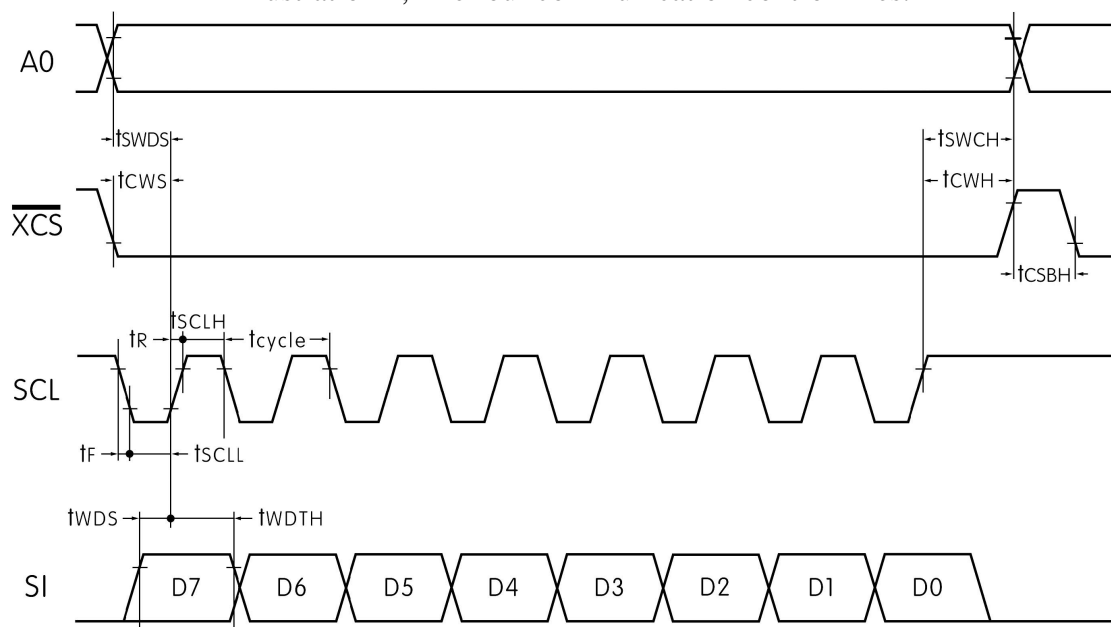 A0
tSWDS
tSWCH
tCWS
tCWH
XCS
tCSBH
tSCLH
tR
tcycle
SCL
tF
tSCLL
tWDS
tWDTH
SI
D7 D6 D5 D4 D3 D2 D1 D0